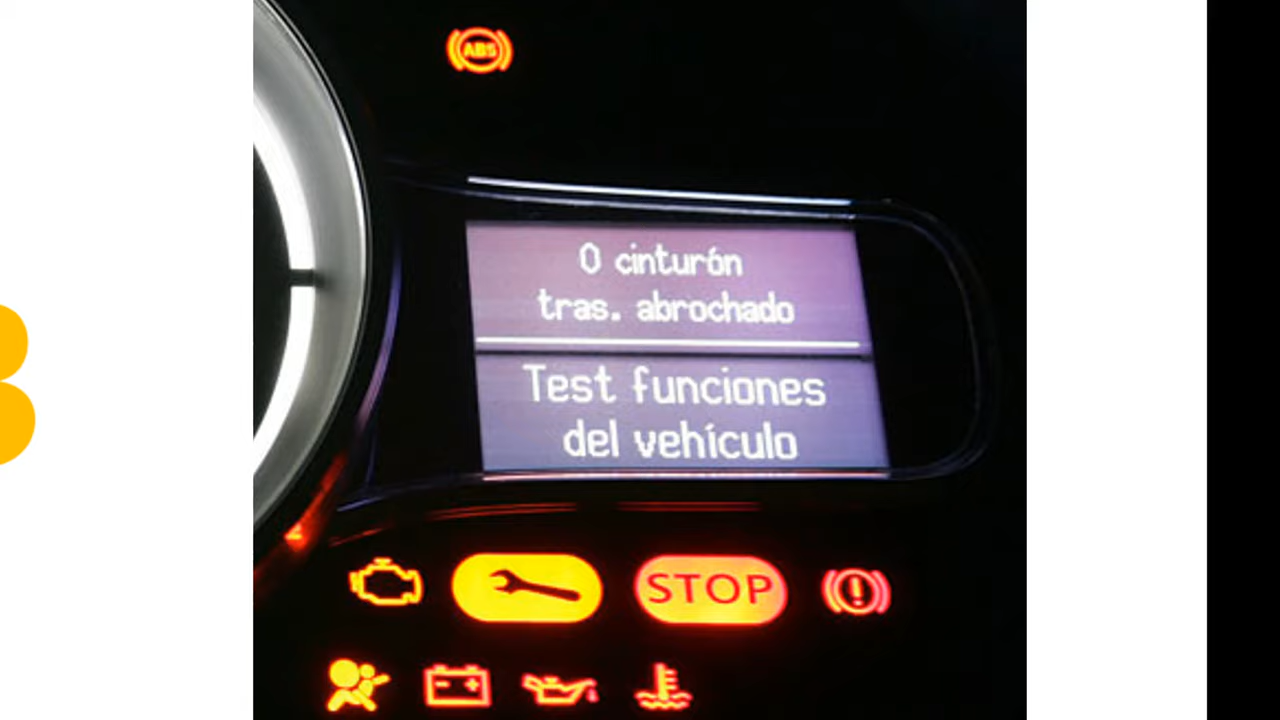 ABS
0 cinturón
tras. abrochado
Test funciones
del vehículo
STOP